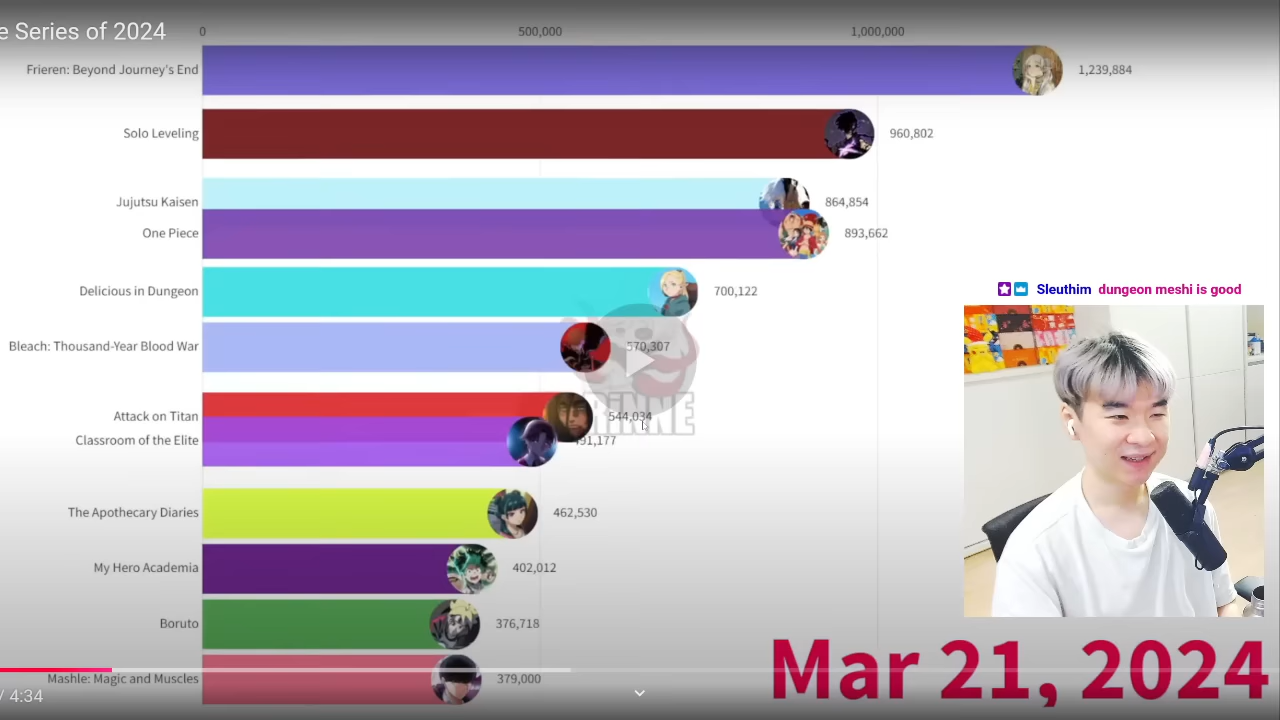 e Series of 2024
0 500,000 1,000,000
Frieren: Beyond Journey's End 1,239,884
Solo Leveling 960,802
Jujutsu Kaisen 864,854
One Piece 893,662
Delicious in Dungeon 700,122
Sleuthim dungeon meshi is good
Bleach: Thousand-Year Blood War 570,307
Attack on Titan 544,034
Classroom of the Elite 491,177
The Apothecary Diaries 462,530
My Hero Academia 402,012
Boruto 376,718
Mashle: Magic and Muscles 379,000
/ 4:34
Mar 21, 2024